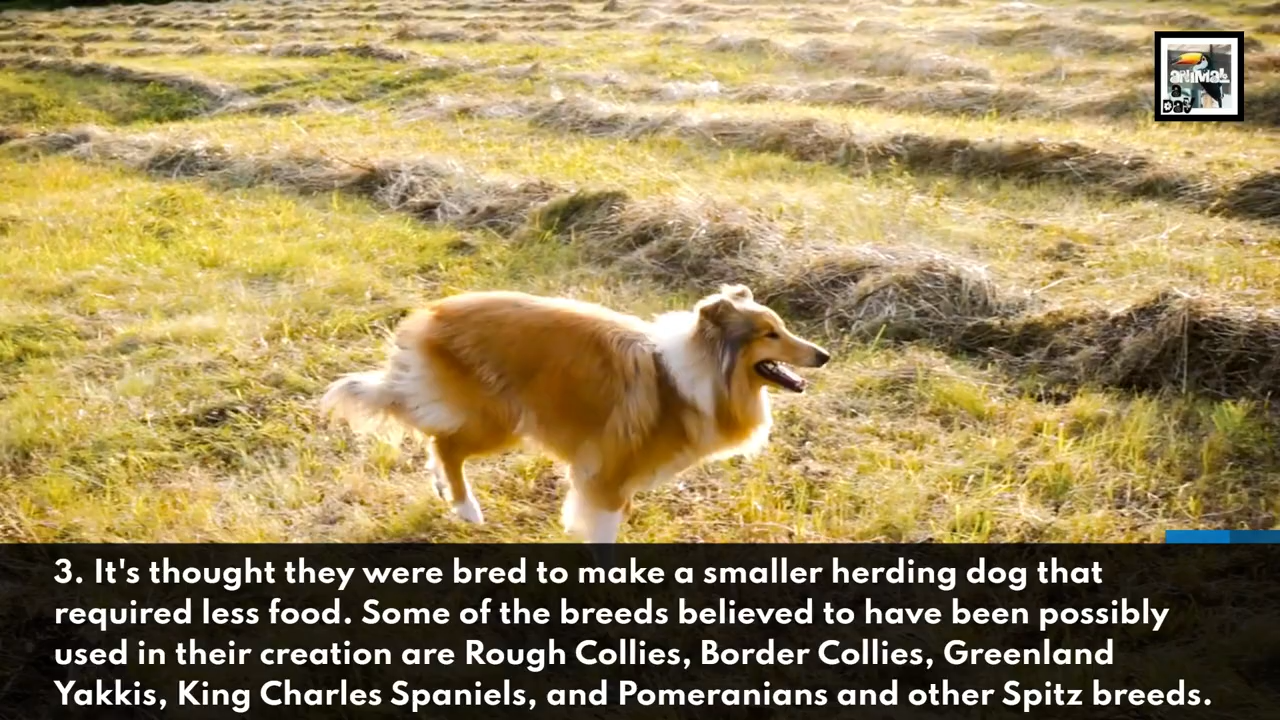 ANIMAL
3. It's thought they were bred to make a smaller herding dog that
required less food. Some of the breeds believed to have been possibly
used in their creation are Rough Collies, Border Collies, Greenland
Yakkis, King Charles Spaniels, and Pomeranians and other Spitz breeds.